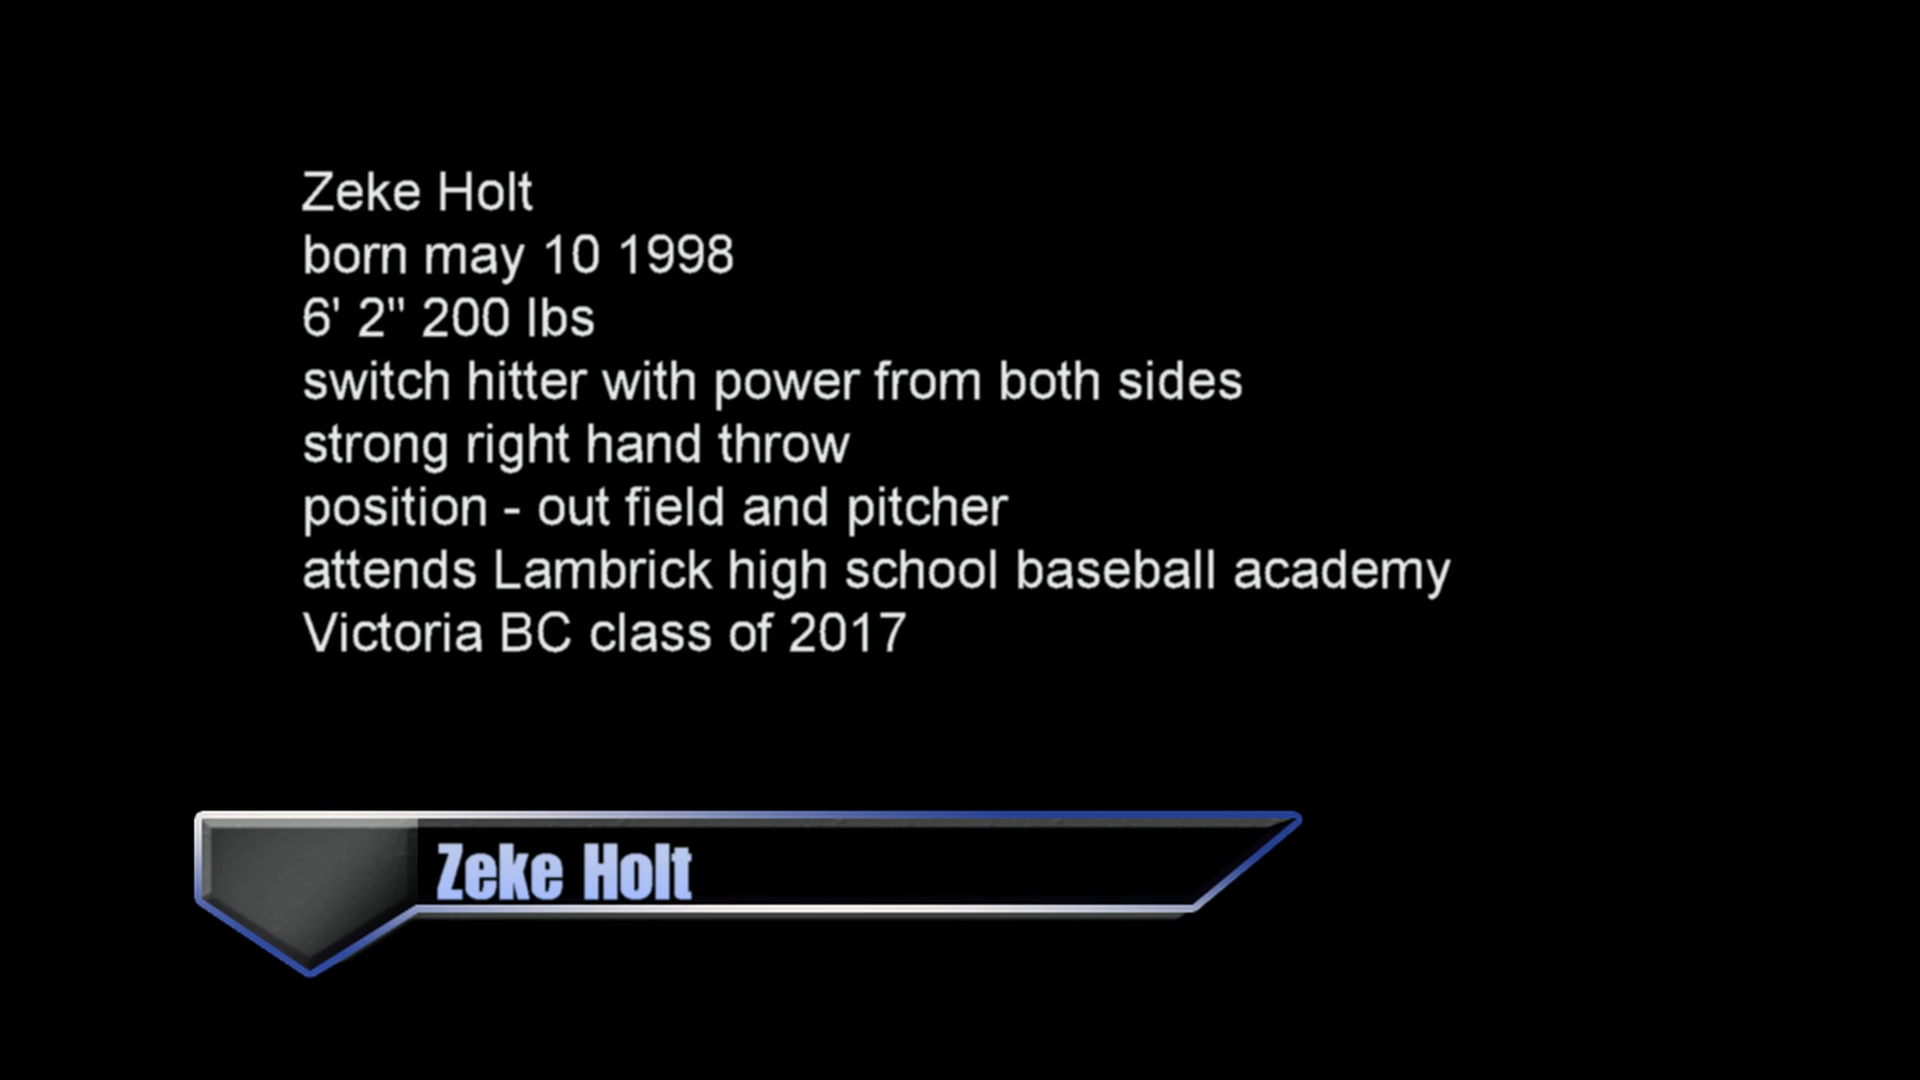 Zeke Holt
born may 10 1998
6' 2" 200 lbs
switch hitter with power from both sides
strong right hand throw
position - out field and pitcher
attends Lambrick high school baseball academy
Victoria BC class of 2017
Zeke Holt